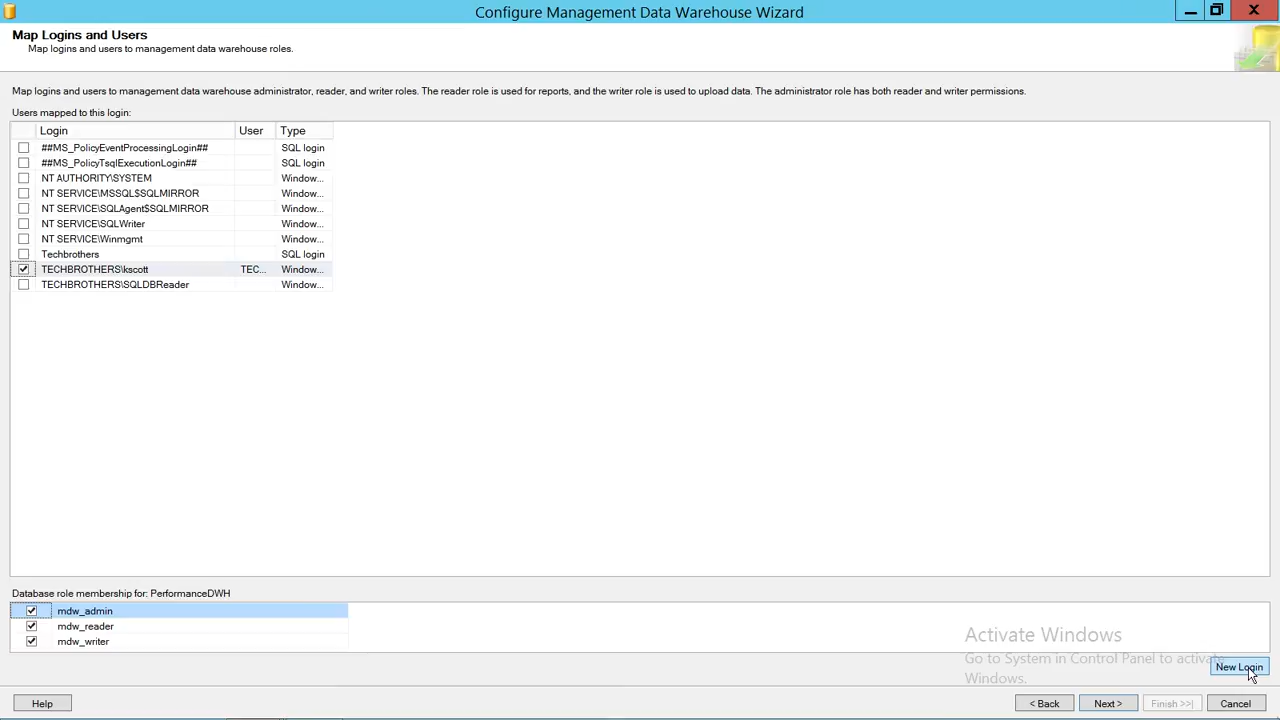 Configure Management Data Warehouse Wizard
Map Logins and Users
Map logins and users to management data warehouse roles.
Map logins and users to management data warehouse administrator, reader, and writer roles. The reader role is used for reports, and the writer role is used to upload data. The administrator role has both reader and writer permissions.
Users mapped to this login:
Login User Type
##MS_PolicyEventProcessingLogin## SQL login
##MS_PolicyTsqlExecutionLogin## SQL login
NT AUTHORITY\SYSTEM Window...
NT SERVICE\MSSQL$SQLMIRROR Window...
NT SERVICE\SQLAgent$SQLMIRROR Window...
NT SERVICE\SQLWriter Window...
NT SERVICE\Winmgmt Window...
Techbrothers SQL login
TECHBROTHERS\kscott TEC... Window...
TECHBROTHERS\SQLDBReader Window...
Database role membership for: PerformanceDWH
mdw_admin
mdw_reader
mdw_writer
Activate Windows
Go to System in Control Panel to activate
Windows.
New Login
Help
< Back Next > Finish >>| Cancel